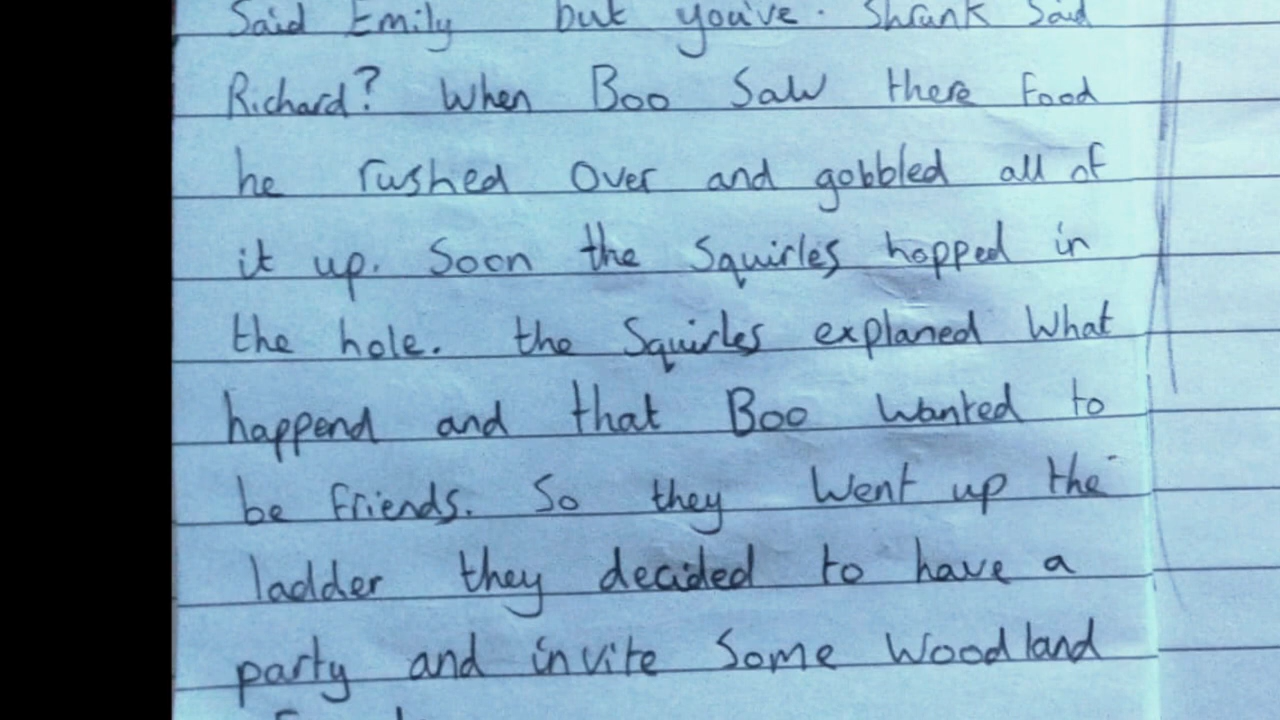 Said Emily but you've. Shrunk Said
Richard? When Boo Saw there Food
he rushed over and gobbled all of
it up. Soon the Squirles hopped in
the hole. the Squirles explaned What
happend and that Boo Wanted to
be friends. So they Went up the
ladder they decided to have a
party and invite Some Woodland